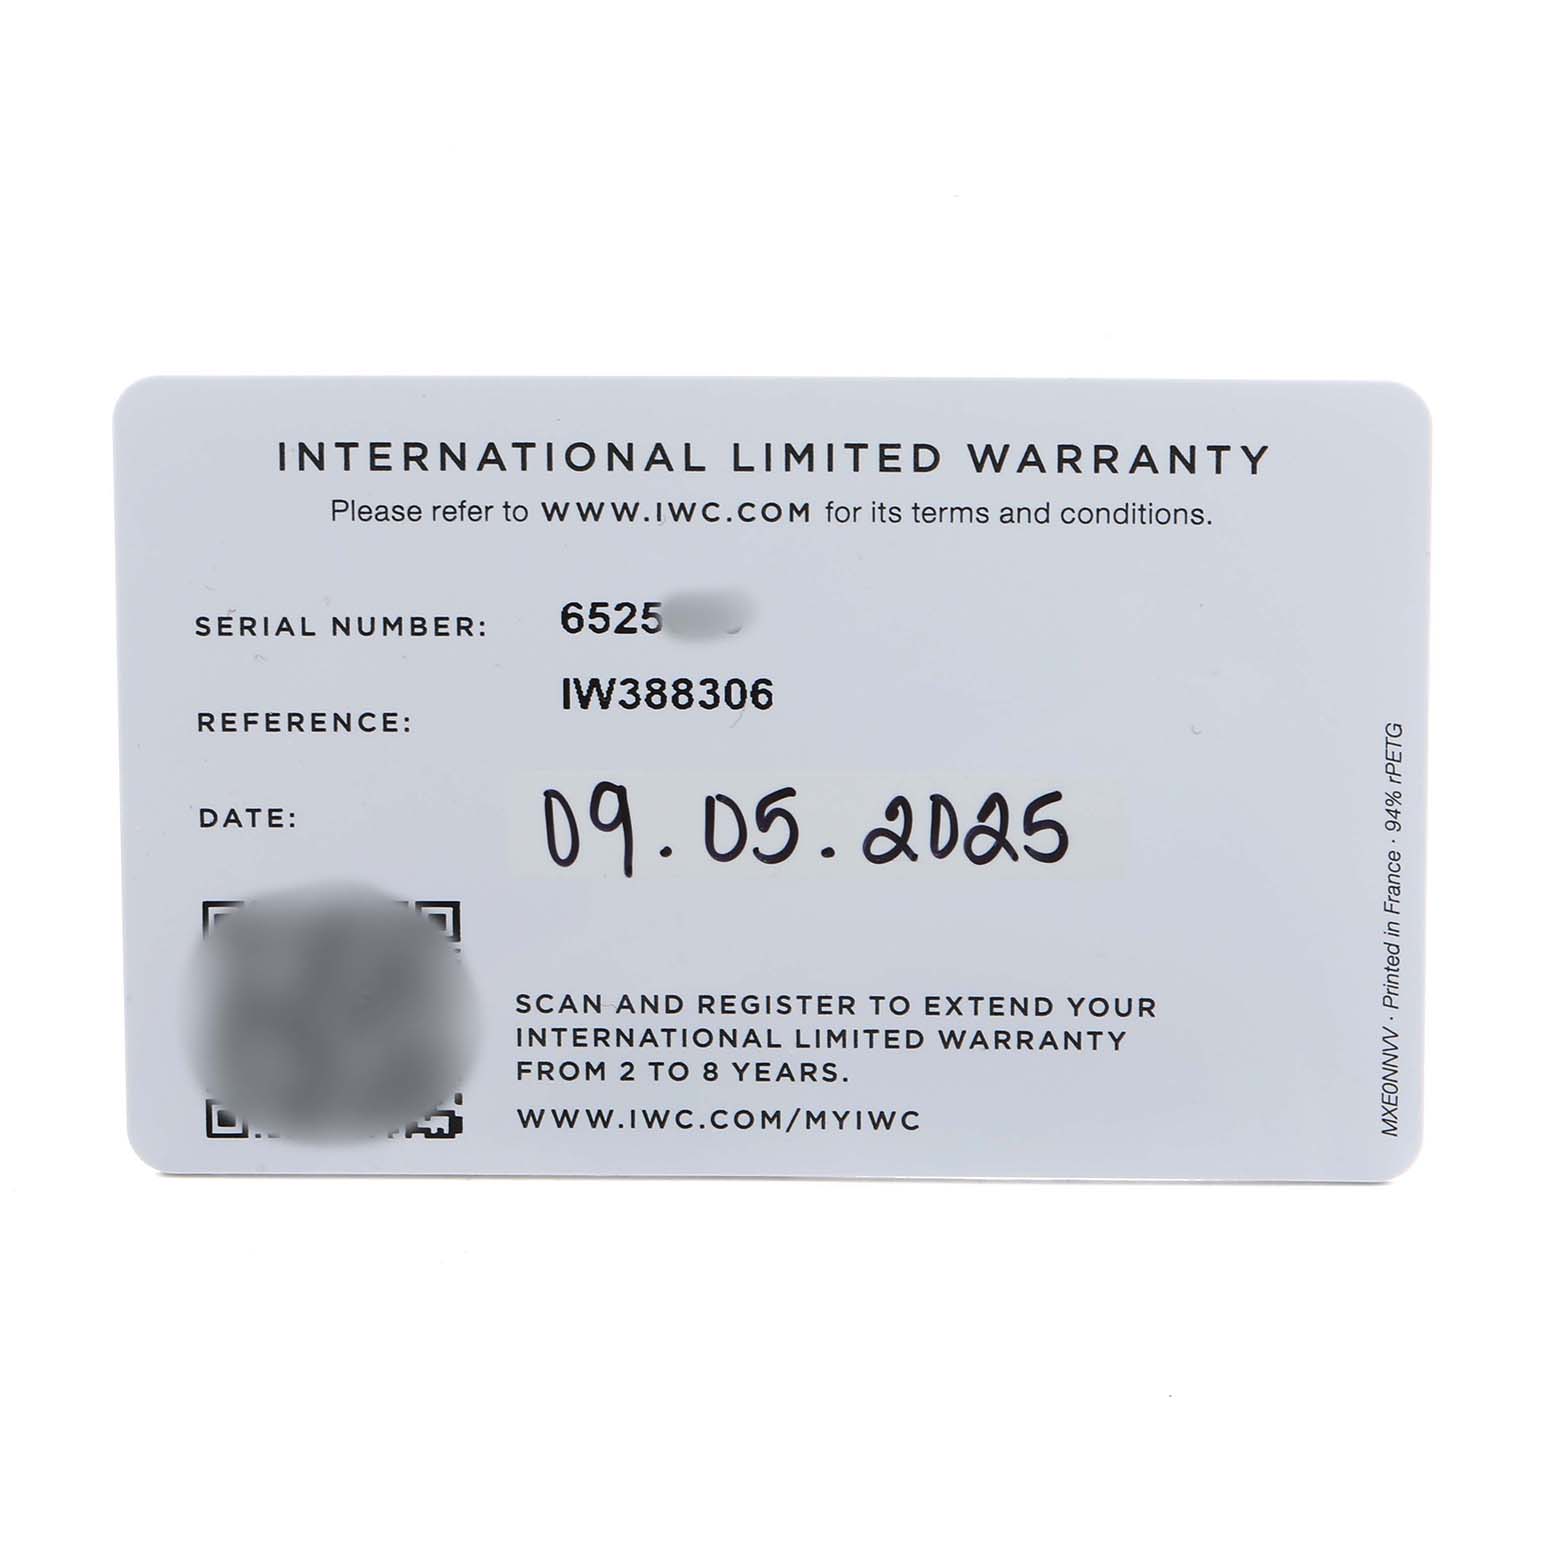 INTERNATIONAL LIMITED WARRANTY
Please refer to WWW.IWC.COM for its terms and conditions.
SERIAL NUMBER: 6525
REFERENCE: IW388306
DATE: 09.05.2025
SCAN AND REGISTER TO EXTEND YOUR
INTERNATIONAL LIMITED WARRANTY
FROM 2 TO 8 YEARS.
WWW.IWC.COM/MYIWC
MXE0NNNV · Printed in France · 94% rPETG